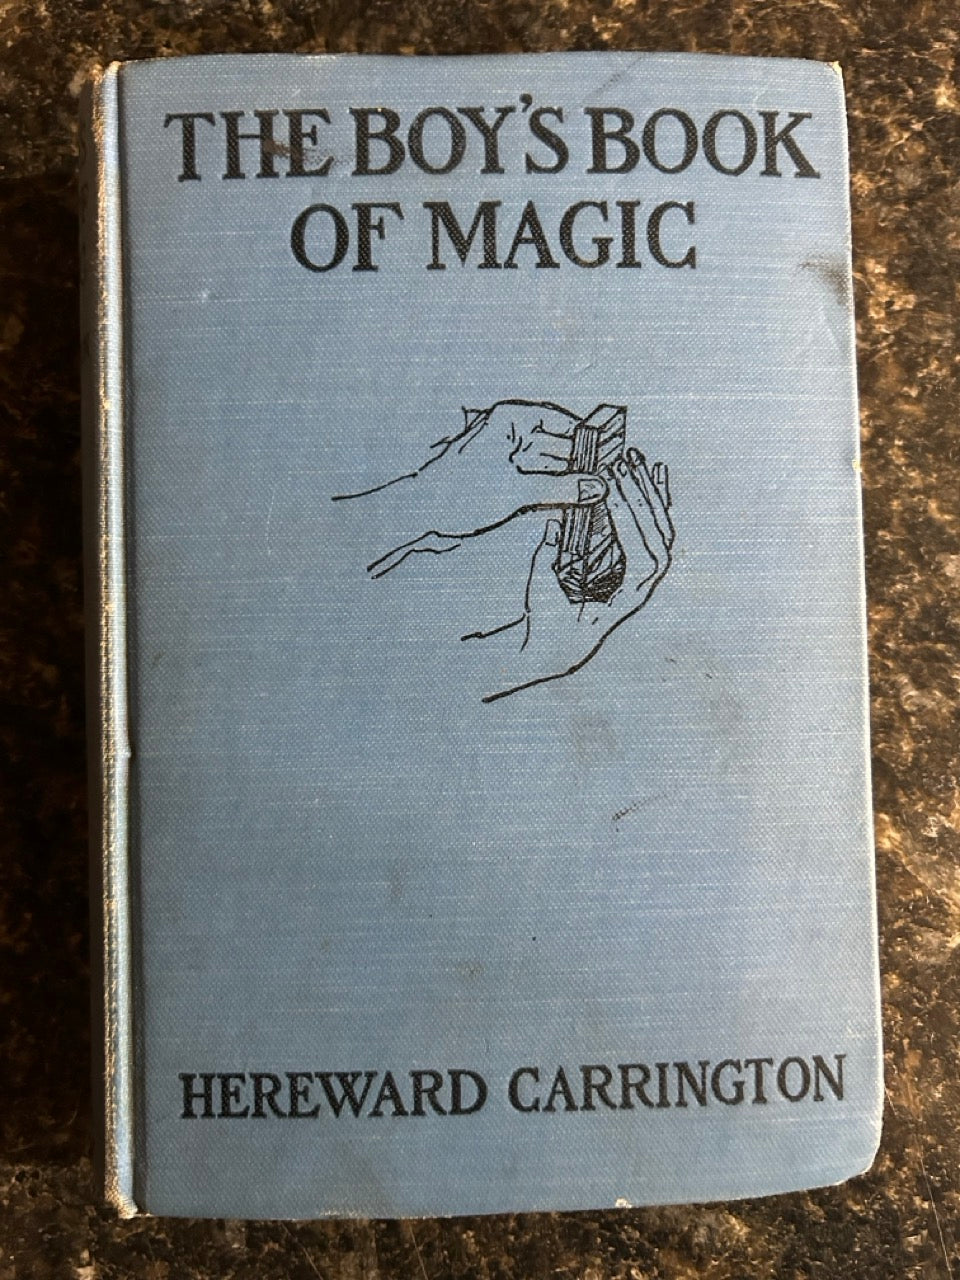 THE BOY'S BOOK
OF MAGIC
HEREWARD CARRINGTON